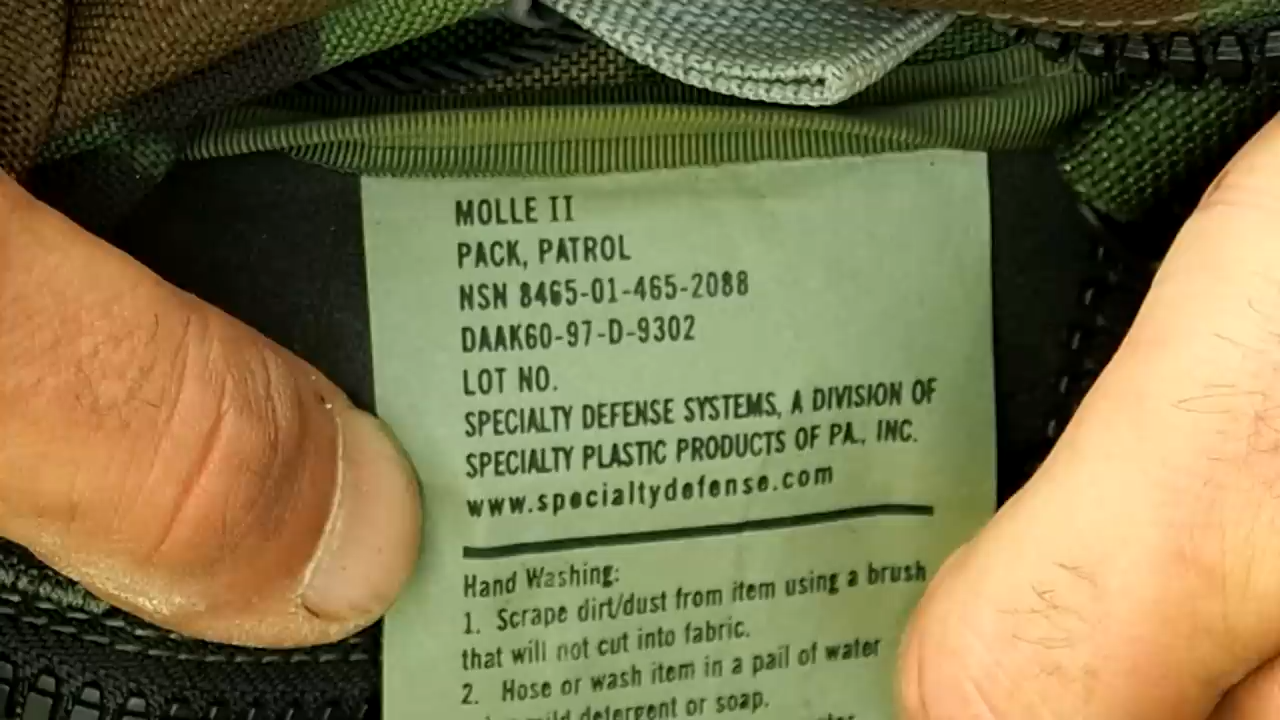 MOLLE II
PACK, PATROL
NSN 8465-01-465-2088
DAAK60-97-D-9302
LOT NO.
SPECIALTY DEFENSE SYSTEMS, A DIVISION OF
SPECIALTY PLASTIC PRODUCTS OF PA., INC.
www.specialtydefense.com
Hand Washing:
1. Scrape dirt/dust from item using a brush
that will not cut into fabric.
2. Hose or wash item in a pail of water
mild detergent or soap.